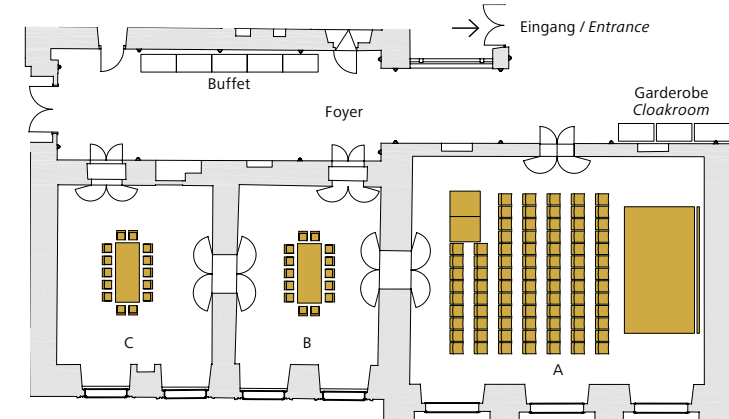 Eingang / Entrance
Buffet
Garderobe
Cloakroom
Foyer
C
B
A